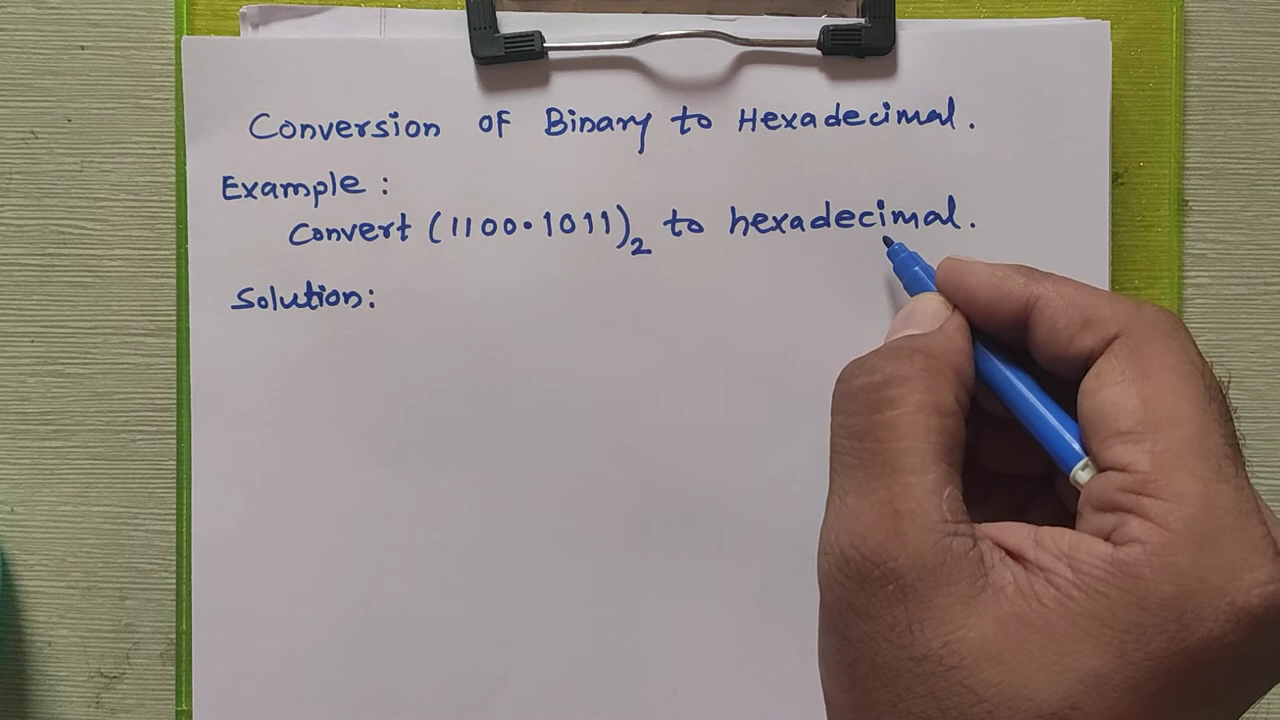 Conversion of Binary to Hexadecimal.
Example:
Convert (1100.1011)₂ to hexadecimal.
Solution: